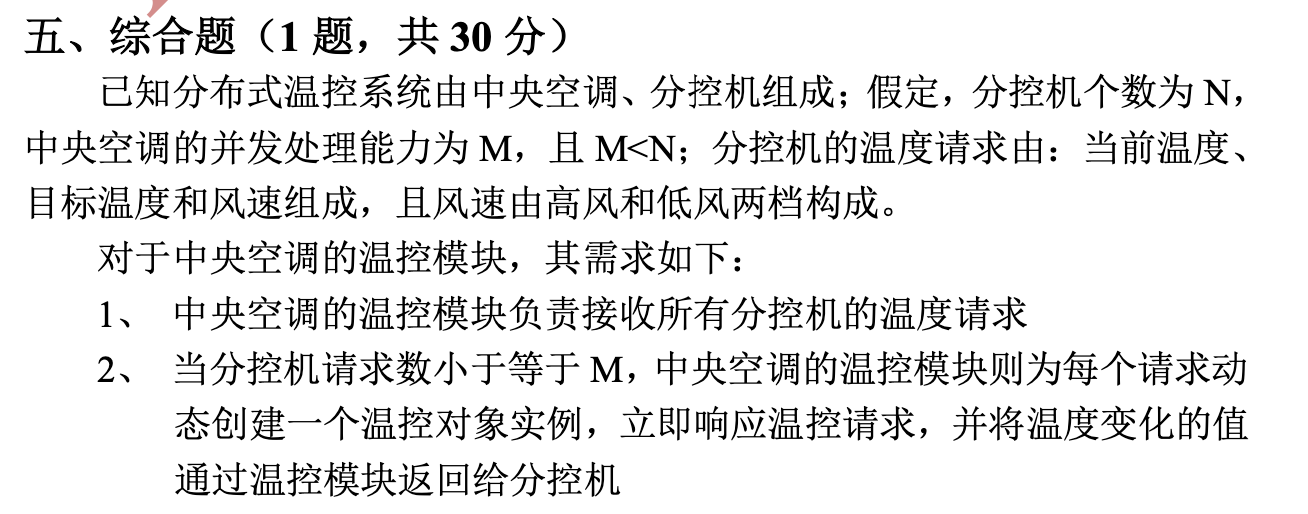 五、综合题（1 题，共 30 分）
已知分布式温控系统由中央空调、分控机组成；假定，分控机个数为 N，
中央空调的并发处理能力为 M，且 M<N；分控机的温度请求由：当前温度、
目标温度和风速组成，且风速由高风和低风两档构成。
对于中央空调的温控模块，其需求如下：
1、 中央空调的温控模块负责接收所有分控机的温度请求
2、 当分控机请求数小于等于 M，中央空调的温控模块则为每个请求动
态创建一个温控对象实例，立即响应温控请求，并将温度变化的值
通过温控模块返回给分控机